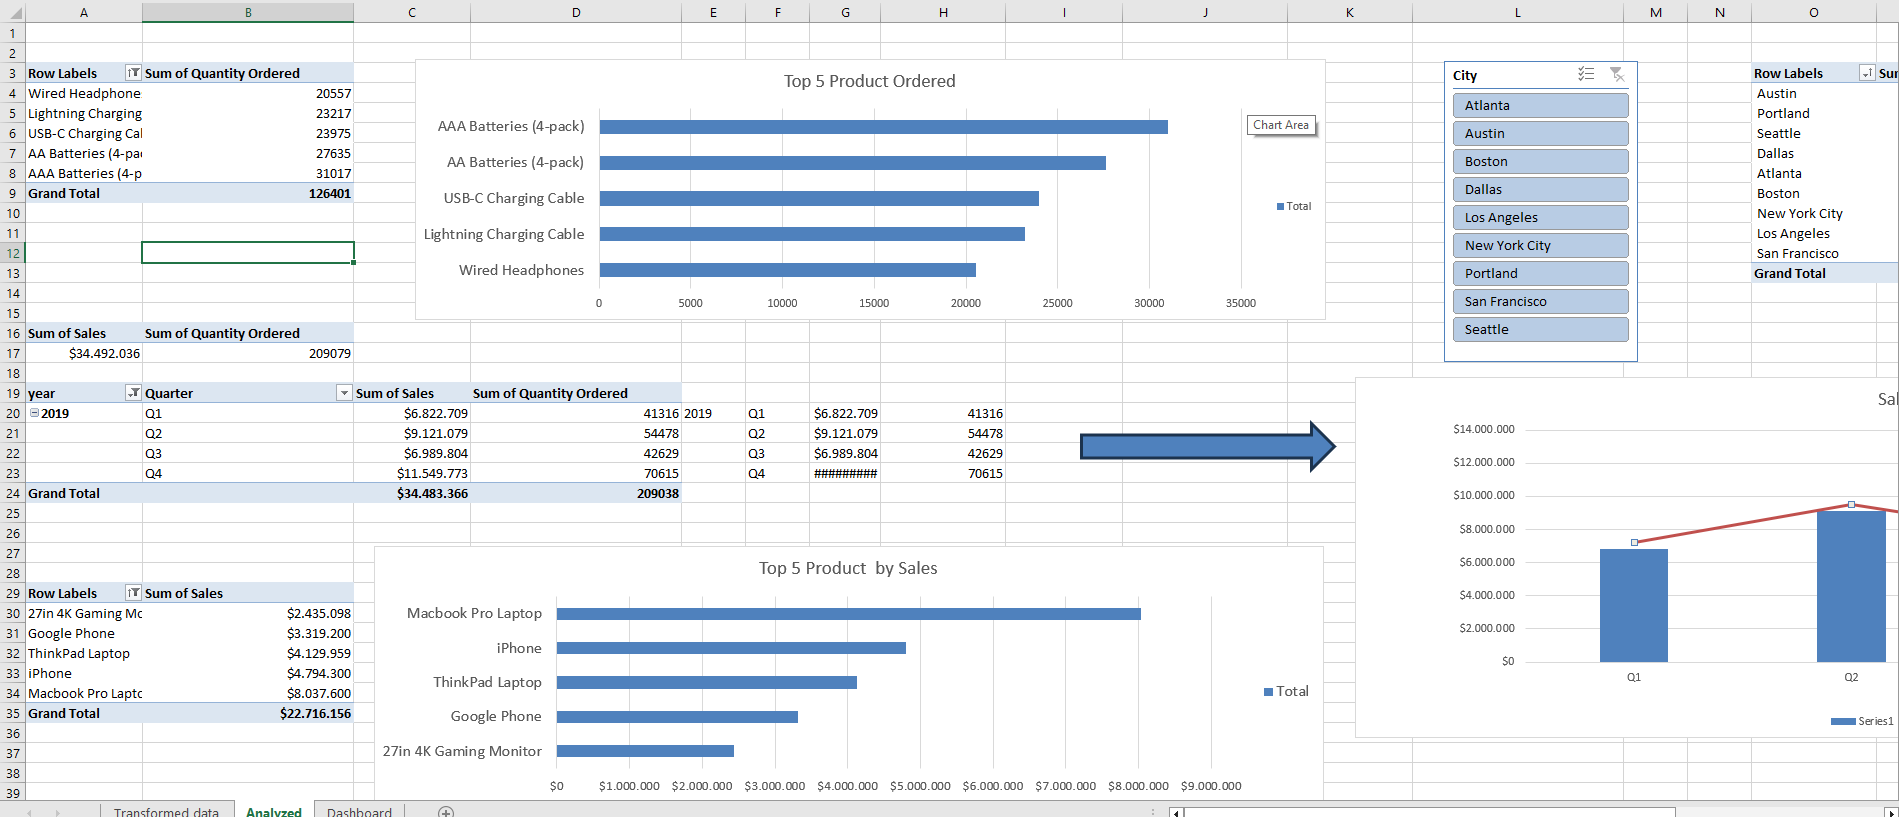 A B C D E F G H I J K L M N O
1
2
3 Row Labels Sum of Quantity Ordered
4 Wired Headphone 20557
5 Lightning Charging 23217
6 USB-C Charging Cal 23975
7 AA Batteries (4-pa 27635
8 AAA Batteries (4-p 31017
9 Grand Total 126401
10
11
12
13
14
15
16 Sum of Sales Sum of Quantity Ordered
17 $34.492.036 209079
18
19 year Quarter Sum of Sales Sum of Quantity Ordered
20 2019 Q1 $6.822.709 41316 2019 Q1 $6.822.709 41316
21 Q2 $9.121.079 54478 Q2 $9.121.079 54478
22 Q3 $6.989.804 42629 Q3 $6.989.804 42629
23 Q4 $11.549.773 70615 Q4 ######### 70615
24 Grand Total $34.483.366 209038
25
26
27
28
29 Row Labels Sum of Sales
30 27in 4K Gaming Mc $2.435.098
31 Google Phone $3.319.200
32 ThinkPad Laptop $4.129.959
33 iPhone $4.794.300
34 Macbook Pro Laptc $8.037.600
35 Grand Total $22.716.156
36
37
38
39
Top 5 Product Ordered
AAA Batteries (4-pack)
AA Batteries (4-pack)
USB-C Charging Cable
Lightning Charging Cable
Wired Headphones
0 5000 10000 15000 20000 25000 30000 35000
Chart Area
Total
City
Atlanta
Austin
Boston
Dallas
Los Angeles
New York City
Portland
San Francisco
Seattle
Row Labels Sur
Austin
Portland
Seattle
Dallas
Atlanta
Boston
New York City
Los Angeles
San Francisco
Grand Total
Sal
$14.000.000
$12.000.000
$10.000.000
$8.000.000
$6.000.000
$4.000.000
$2.000.000
$0
Q1 Q2
Series1
Top 5 Product by Sales
Macbook Pro Laptop
iPhone
ThinkPad Laptop
Google Phone
27in 4K Gaming Monitor
$0 $1.000.000 $2.000.000 $3.000.000 $4.000.000 $5.000.000 $6.000.000 $7.000.000 $8.000.000 $9.000.000
Total
Transformed data Analyzed Dashboard